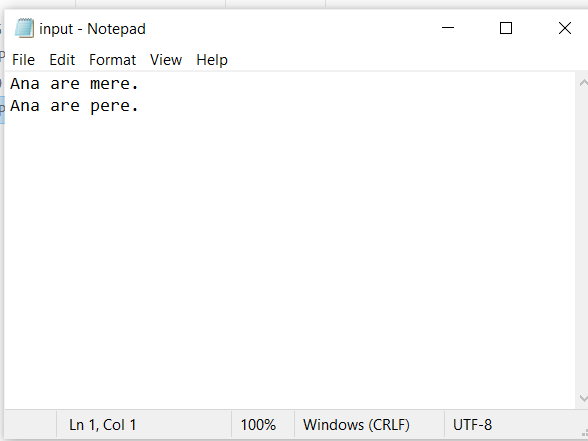 input - Notepad
File Edit Format View Help
Ana are mere.
Ana are pere.
Ln 1, Col 1 100% Windows (CRLF) UTF-8